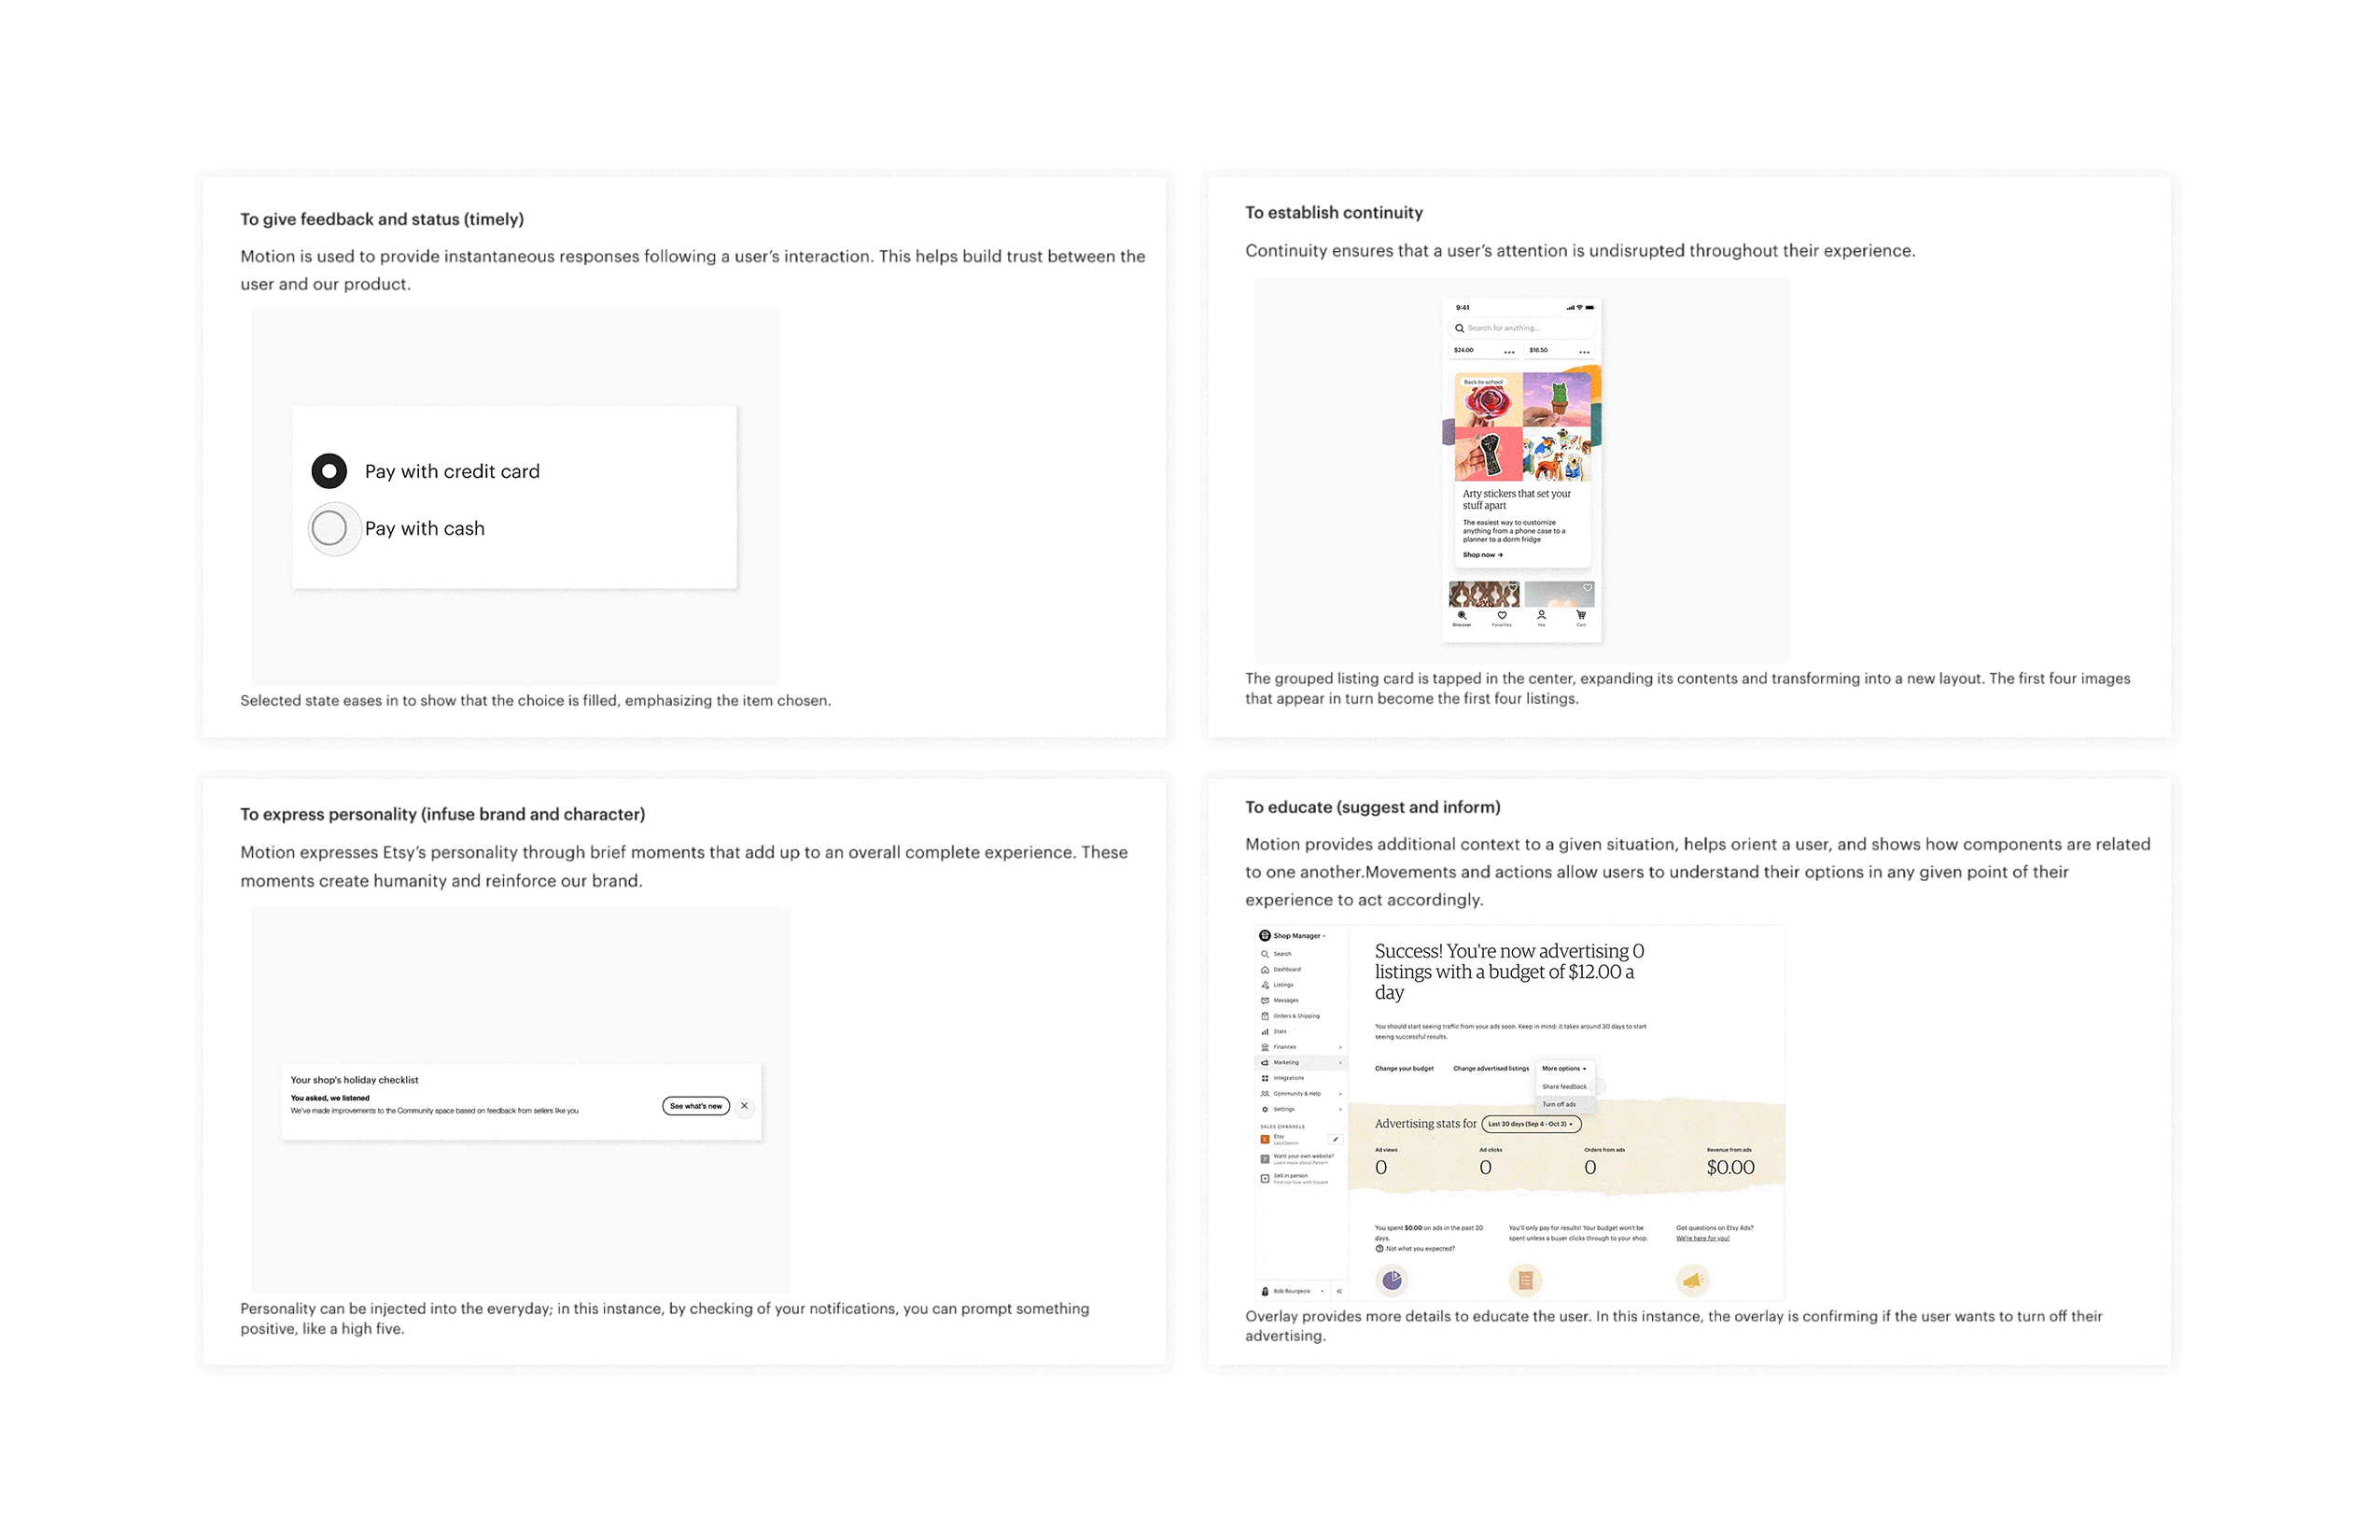 To give feedback and status (timely)
Motion is used to provide instantaneous responses following a user's interaction. This helps build trust between the
user and our product.
Pay with credit card
Pay with cash
Selected state eases in to show that the choice is filled, emphasizing the item chosen.
To establish continuity
Continuity ensures that a user's attention is undisrupted throughout their experience.
9:41
Search for anything...
$24.00
$18.50
Back-to-school
Arty stickers that set your
stuff apart
The easiest way to customize
anything from a phone case to a
planner to a dorm fridge
Shop now →
Discover
Favorites
You
Cart
The grouped listing card is tapped in the center, expanding its contents and transforming into a new layout. The first four images
that appear in turn become the first four listings.
To express personality (infuse brand and character)
Motion expresses Etsy's personality through brief moments that add up to an overall complete experience. These
moments create humanity and reinforce our brand.
Your shop's holiday checklist
You asked, we listened
We've made improvements to the Community space based on feedback from sellers like you
See what's new
Personality can be injected into the everyday; in this instance, by checking of your notifications, you can prompt something
positive, like a high five.
To educate (suggest and inform)
Motion provides additional context to a given situation, helps orient a user, and shows how components are related
to one another.Movements and actions allow users to understand their options in any given point of their
experience to act accordingly.
Shop Manager
Search
Dashboard
Listings
Messages
Orders & Shipping
Stats
Finances
Marketing
Integrations
Community & Help
Settings
SALES CHANNELS
E
Etsy
P
Want your own website?
Learn more about Pattern
Sell in person
Find out how with Square
Bob Bourgeois
Success! You're now advertising 0
listings with a budget of $12.00 a
day
You should start seeing traffic from your ads soon. Keep in mind: it takes around 30 days to start
seeing successful results.
Change your budget
Change advertised listings
More options
Share feedback
Turn off ads
Advertising stats for
Last 30 days (Sep 4 - Oct 3)
Ad views
0
Ad clicks
0
Orders from ads
0
Revenue from ads
$0.00
You spent $0.00 on ads in the past 30
days.
Not what you expected?
You'll only pay for results! Your budget won't be
spent unless a buyer clicks through to your shop.
Got questions on Etsy Ads?
We're here for you!
Overlay provides more details to educate the user. In this instance, the overlay is confirming if the user wants to turn off their
advertising.